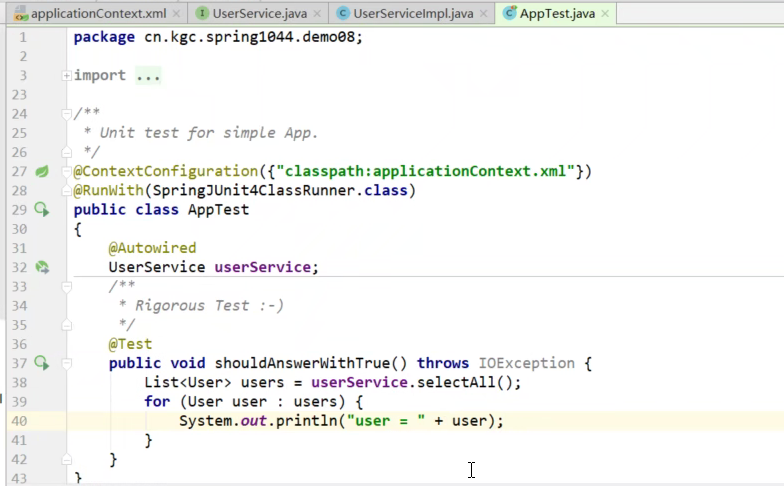 applicationContext.xml × UserService.java × UserServiceImpl.java × AppTest.java ×
1 package cn.kgc.spring1044.demo08;
2
3 import ...
23
24 /**
25  * Unit test for simple App.
26  */
27 @ContextConfiguration({"classpath:applicationContext.xml"})
28 @RunWith(SpringJUnit4ClassRunner.class)
29 public class AppTest
30 {
31     @Autowired
32     UserService userService;
33     /**
34      * Rigorous Test :-)
35      */
36     @Test
37     public void shouldAnswerWithTrue() throws IOException {
38         List<User> users = userService.selectAll();
39         for (User user : users) {
40             System.out.println("user = " + user);
41         }
42     }
43 }